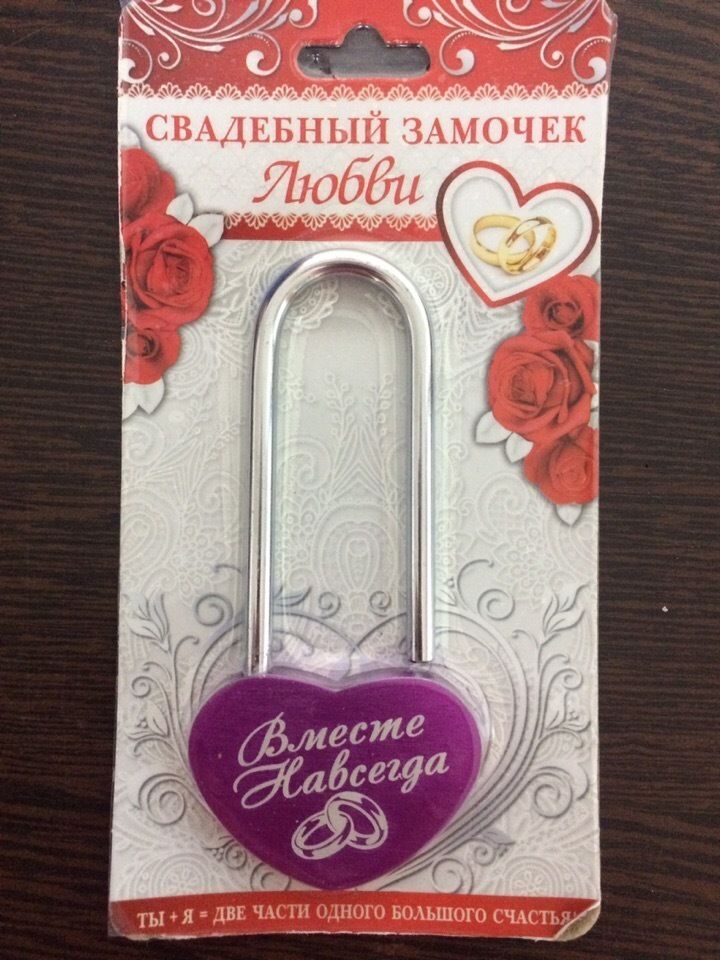 СВАДЕБНЫЙ ЗАМОЧЕК
Любви
Вместе
Навсегда
ТЫ + Я = ДВЕ ЧАСТИ ОДНОГО БОЛЬШОГО СЧАСТЬЯ!